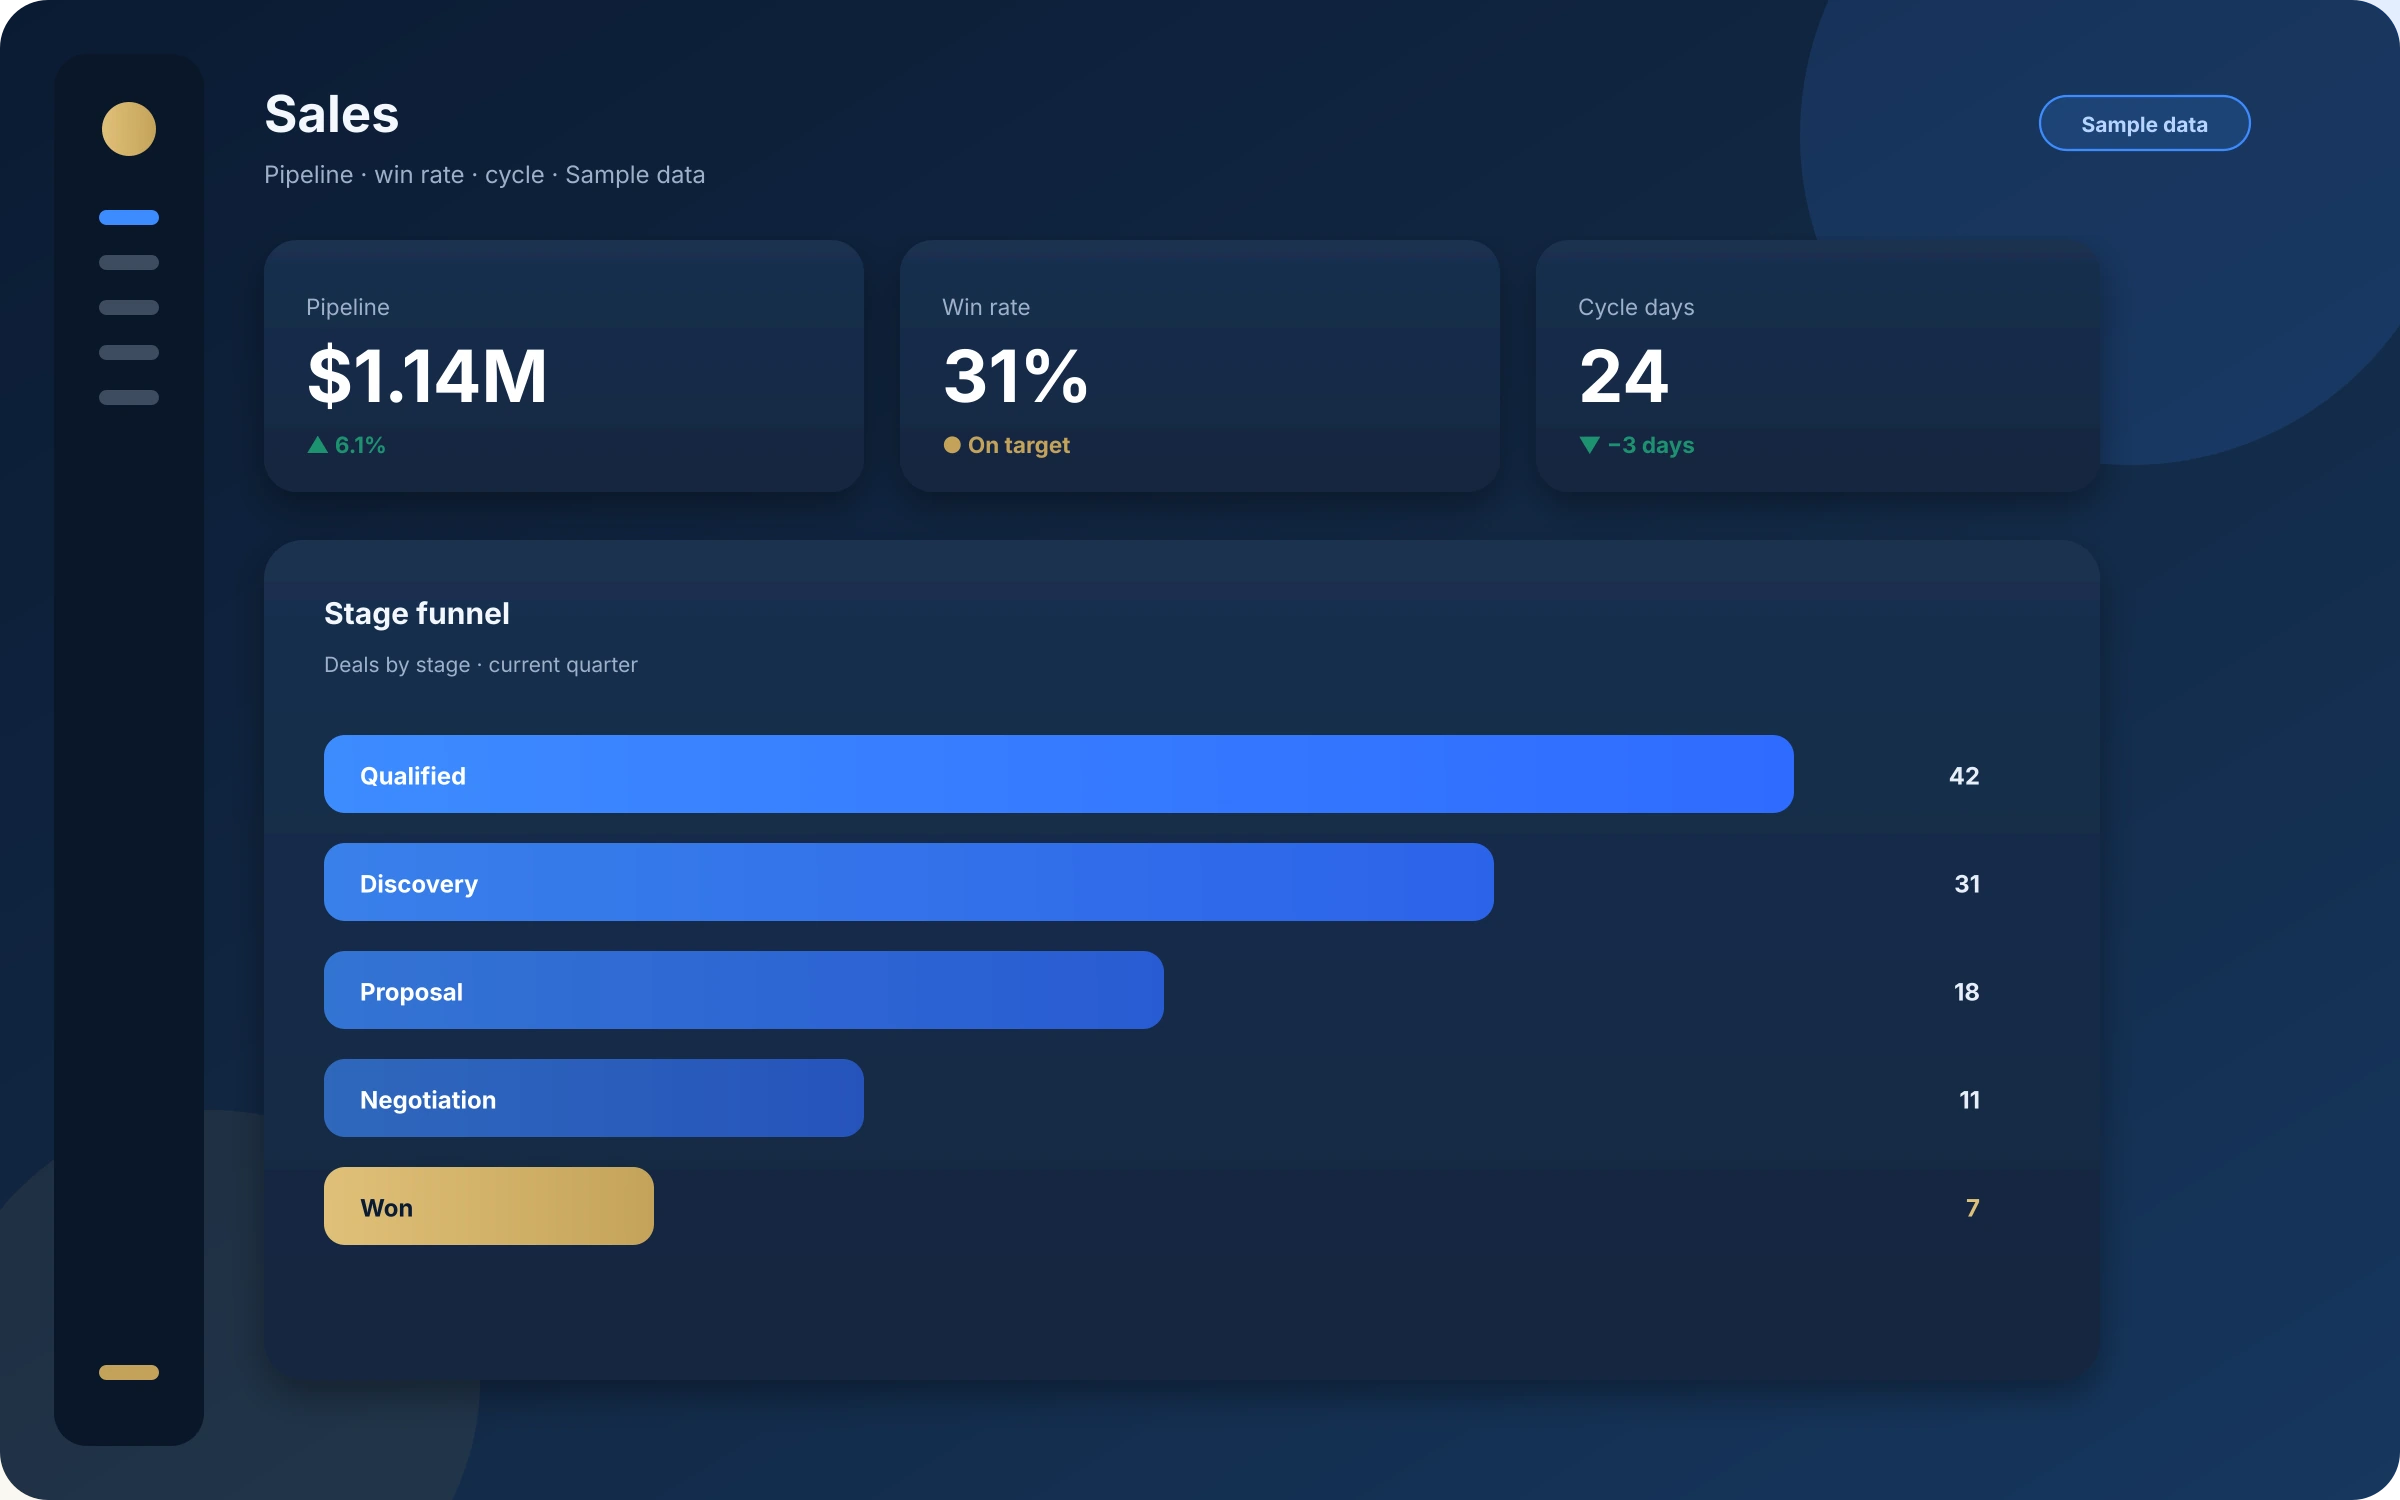 Sales
Pipeline · win rate · cycle · Sample data
Sample data
Pipeline
$1.14M
▲ 6.1%
Win rate
31%
● On target
Cycle days
24
▼ −3 days
Stage funnel
Deals by stage · current quarter
Qualified 42
Discovery 31
Proposal 18
Negotiation 11
Won 7